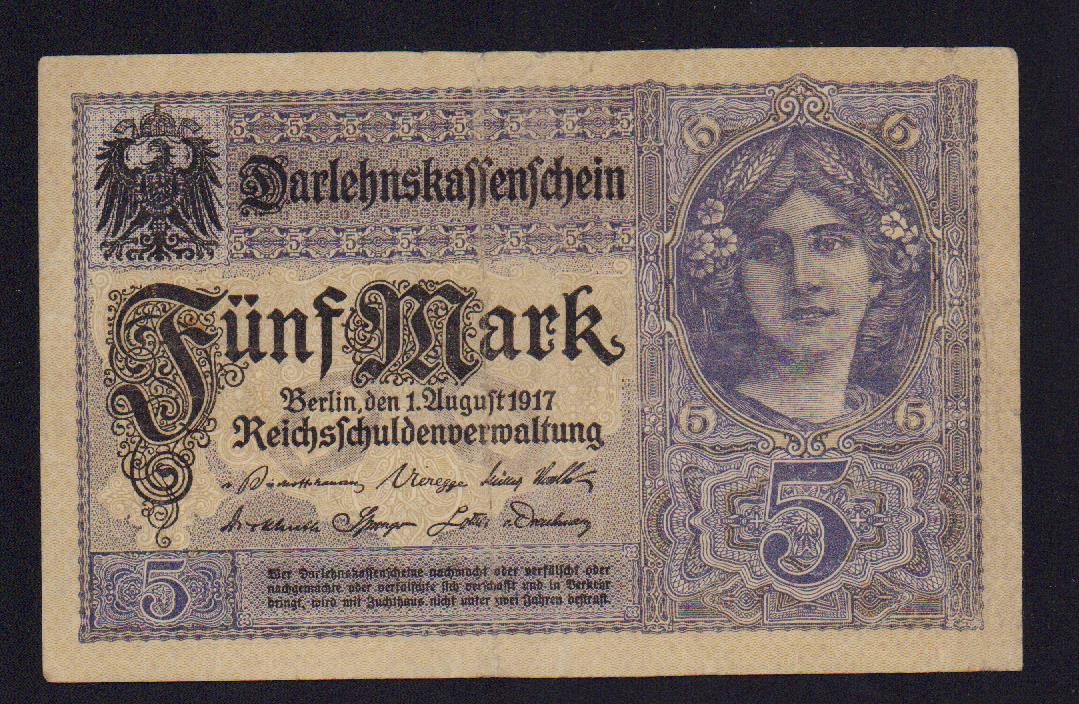 Darlehnskassenschein
Fünf Mark
Berlin, den 1. August 1917
Reichsschuldenverwaltung
Vieregge
Wer Darlehnskassenscheine nachmacht oder verfälscht oder
nachgemachte oder verfälschte sich verschafft und in Verkehr
bringt, wird mit Zuchthaus nicht unter zwei Jahren bestraft.
5
5
5
5
5
5